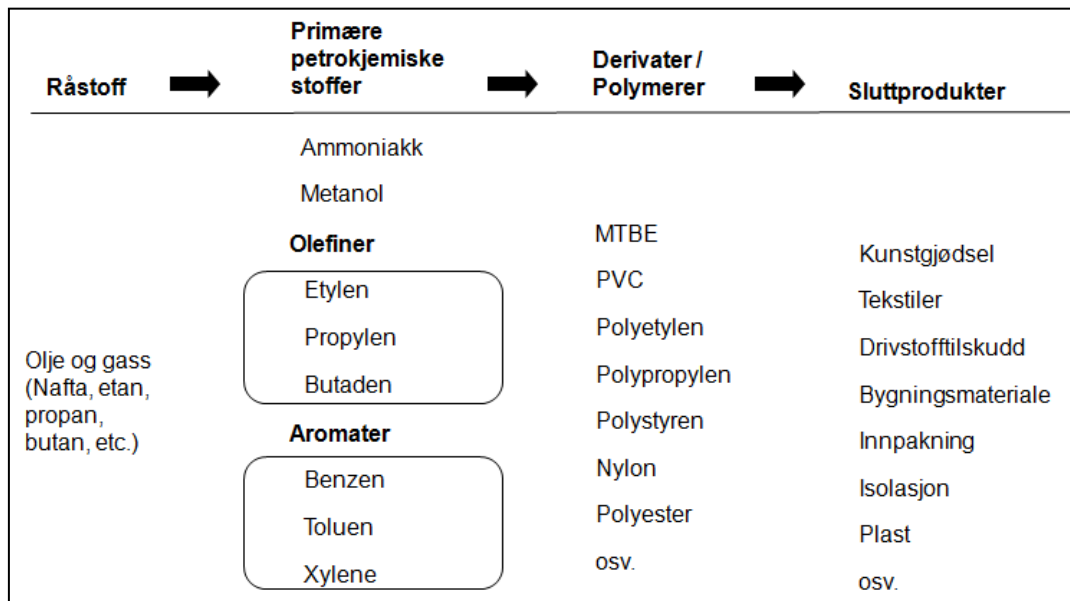 Råstoff
Primære
petrokjemiske
stoffer
Derivater /
Polymerer
Sluttprodukter
Olje og gass
(Nafta, etan,
propan,
butan, etc.)
Ammoniakk
Metanol
Olefiner
Etylen
Propylen
Butaden
Aromater
Benzen
Toluen
Xylene
MTBE
PVC
Polyetylen
Polypropylen
Polystyren
Nylon
Polyester
osv.
Kunstgjødsel
Tekstiler
Drivstofftilskudd
Bygningsmateriale
Innpakning
Isolasjon
Plast
osv.